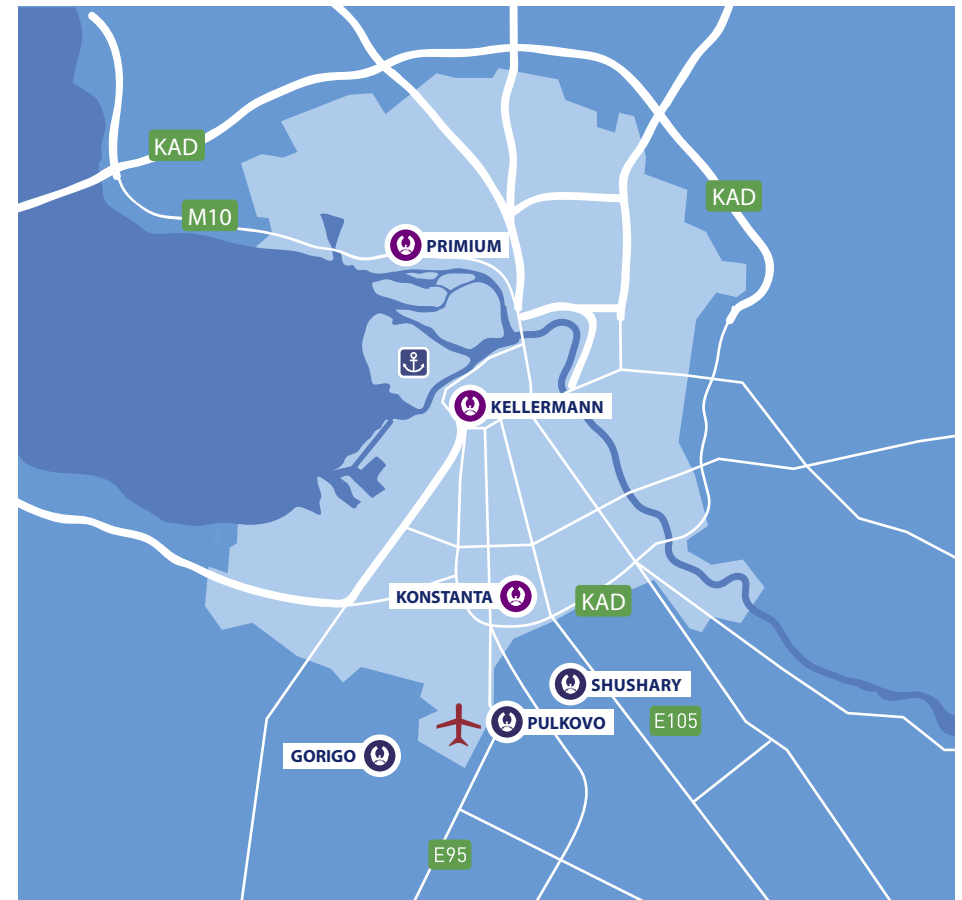 KAD
KAD
M10
PRIMIUM
KELLERMANN
KONSTANTA
KAD
SHUSHARY
E105
PULKOVO
GORIGO
E95